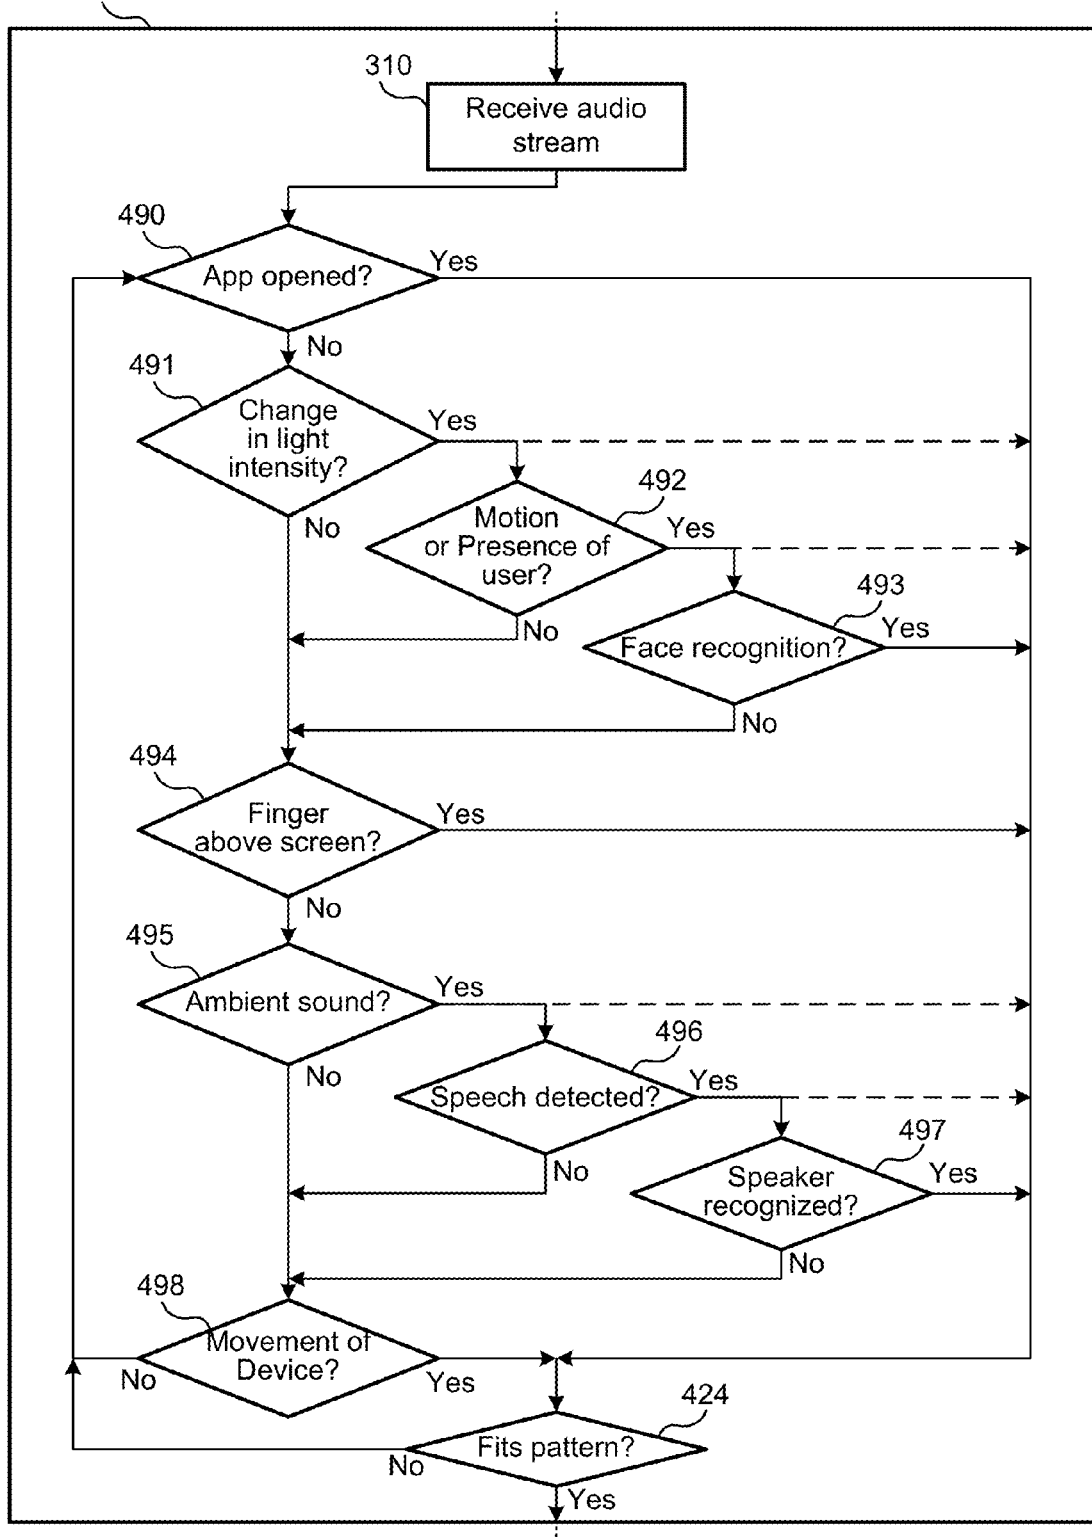 310
Receive audio
stream
490
App opened?
Yes
No
491
Change
in light
intensity?
Yes
No
492
Motion
or Presence of
user?
Yes
No
493
Face recognition?
Yes
No
494
Finger
above screen?
Yes
No
495
Ambient sound?
Yes
No
496
Speech detected?
Yes
No
497
Speaker
recognized?
Yes
No
498
Movement of
Device?
No
Yes
424
Fits pattern?
No
Yes